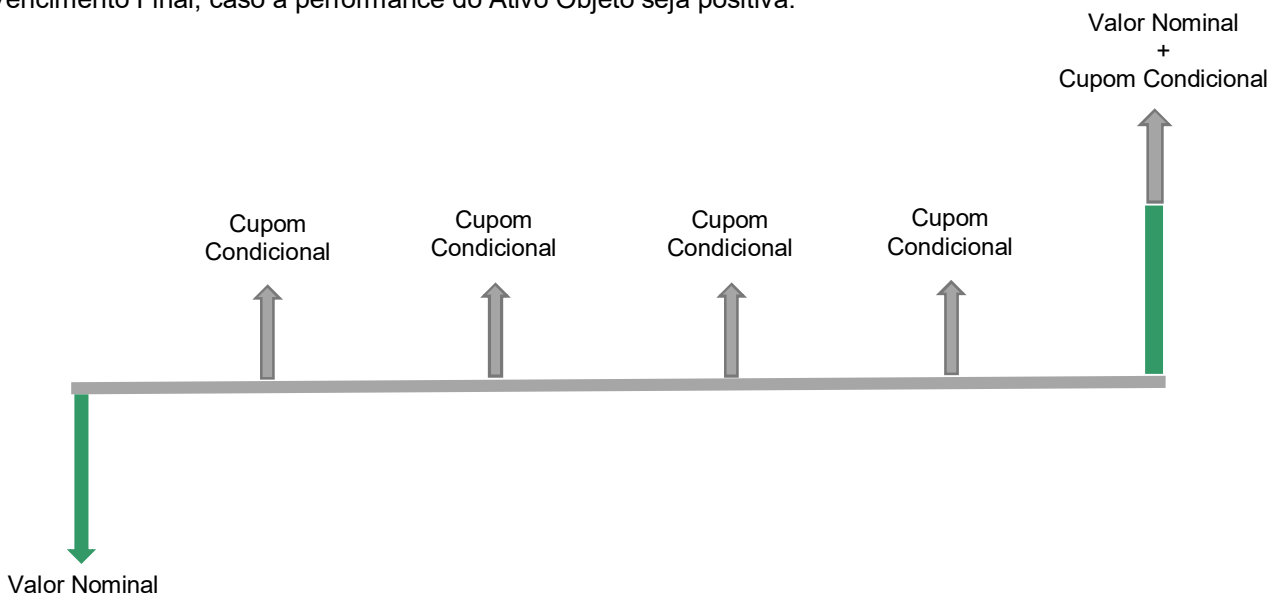 Vencimento Final, caso a performance do Ativo Objeto seja positiva.
Valor Nominal
+
Cupom Condicional
Cupom
Condicional
Cupom
Condicional
Cupom
Condicional
Cupom
Condicional
Valor Nominal